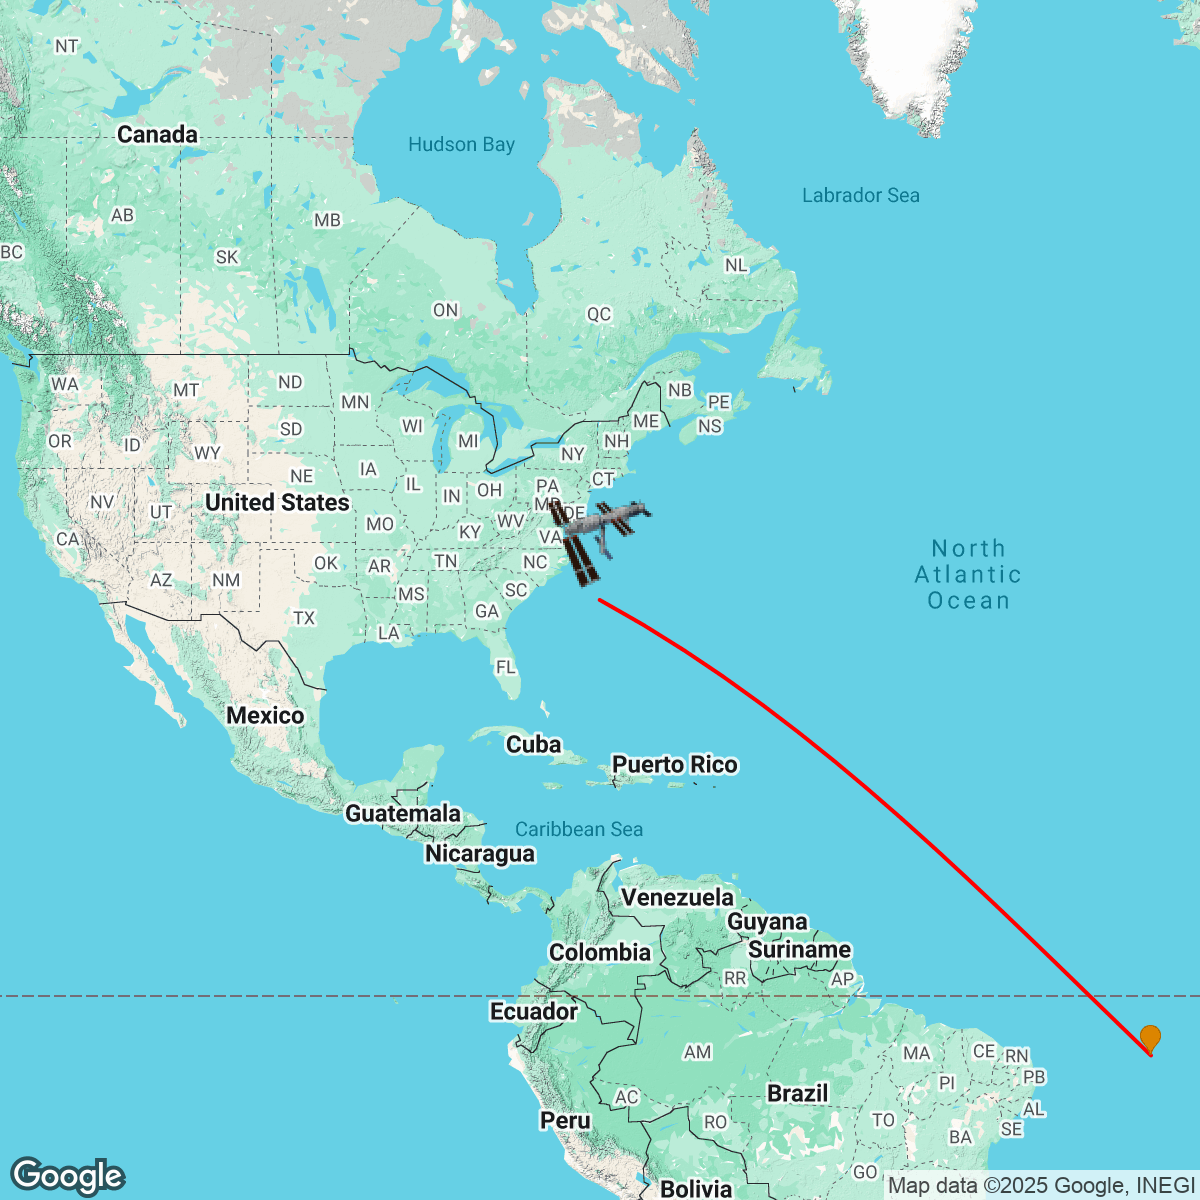 NT
Canada
Hudson Bay
Labrador Sea
AB
MB
BC
SK
NL
ON
QC
WA
MT
ND
MN
NB
PE
OR
ID
SD
WI
MI
ME
NS
WY
NH
NY
NE
IA
IL
IN
OH
PA
CT
NV
UT
United States
MD
DE
CA
MO
KY
WV
VA
North
Atlantic
Ocean
AZ
NM
OK
AR
TN
NC
MS
SC
TX
LA
GA
FL
Mexico
Cuba
Puerto Rico
Guatemala
Caribbean Sea
Nicaragua
Venezuela
Guyana
Colombia
Suriname
RR
AP
Ecuador
AM
MA
CE
RN
PI
PB
AC
Brazil
Peru
RO
TO
AL
BA
SE
GO
Bolivia
Google
Map data ©2025 Google, INEGI